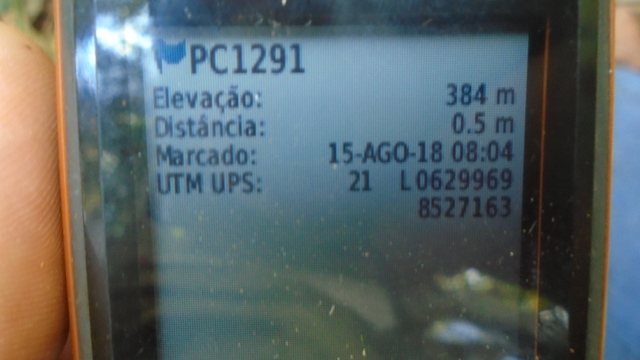 PC1291
Elevação: 384 m
Distância: 0.5 m
Marcado: 15-AGO-18 08:04
UTM UPS: 21 L 0629969
8527163